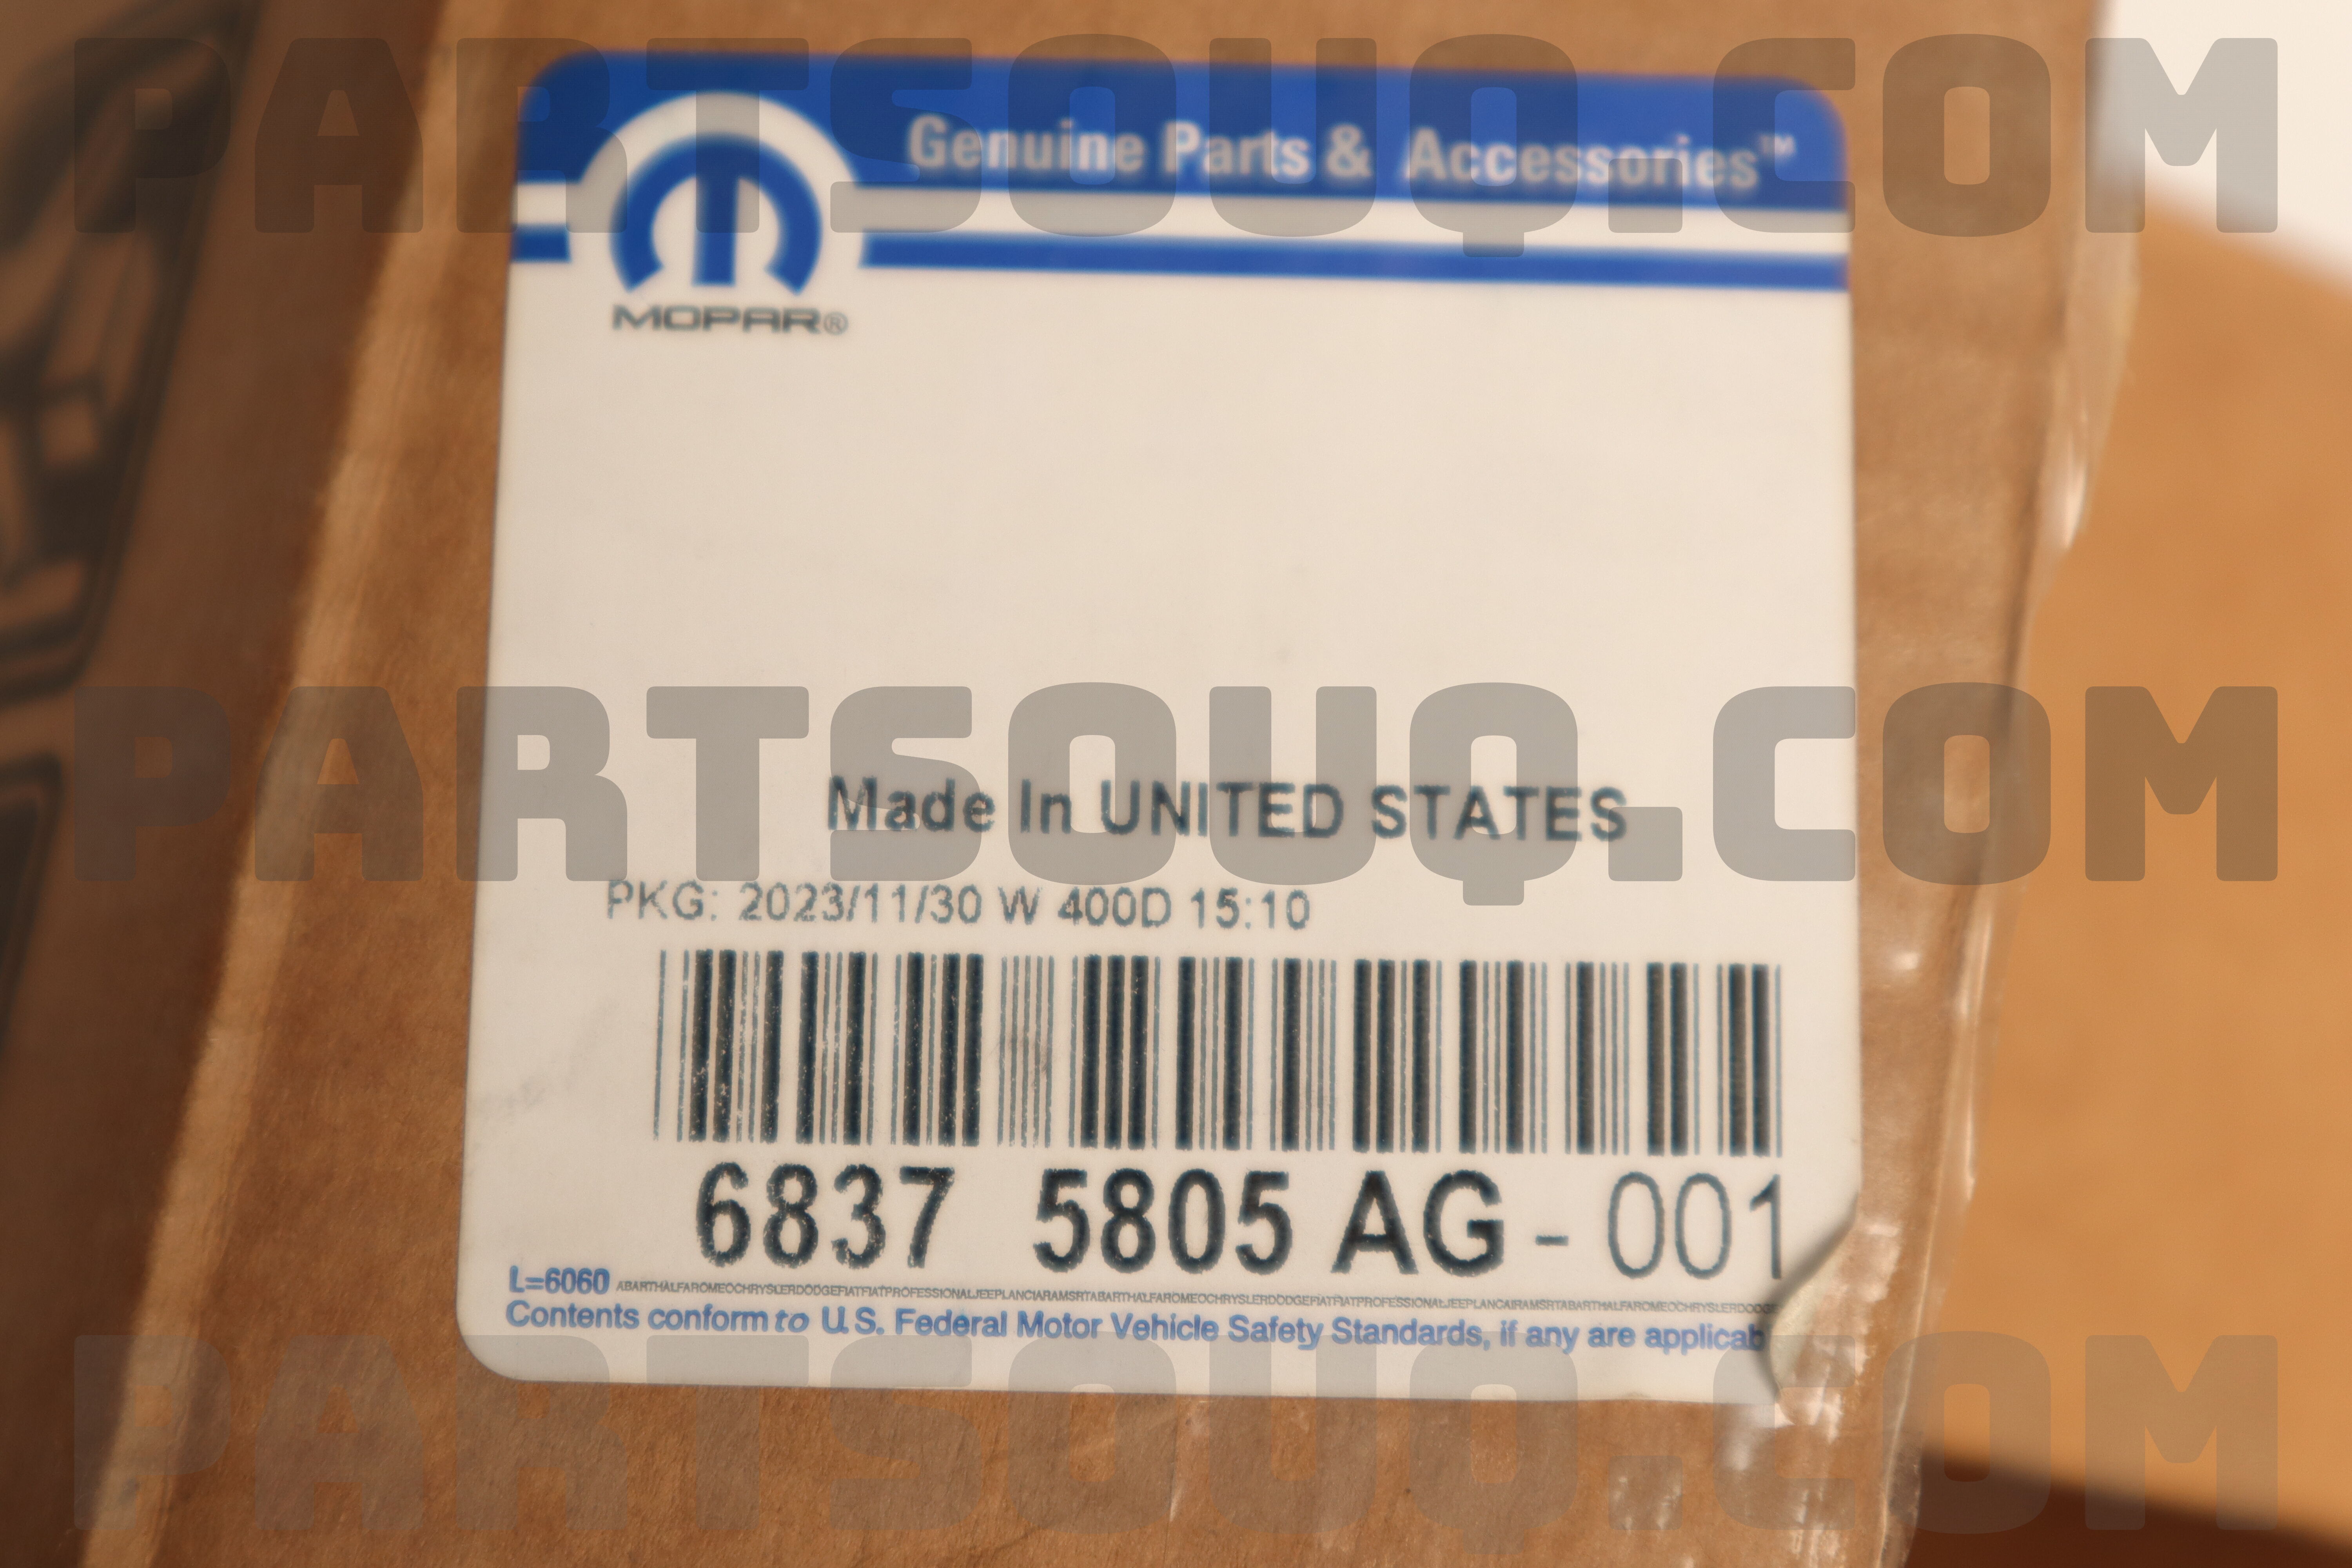 PARTSOUQ.COM
Genuine Parts & Accessories™
MOPAR®
PARTSOUQ.COM
Made In UNITED STATES
PKG: 2023/11/30 W 400D 15:10
6837 5805 AG - 001
L=6060 ABARTHALFAROMEOCHRYSLERDODGEFIATFIATPROFESSIONALJEEPLANCIARAMSRTABARTHALFAROMEOCHRYSLERDODGEFIATFIATPROFESSIONALJEEPLANCAIRAMSRTABARTHALFAROMEOCHRYSLERDODGE
Contents conform to U.S. Federal Motor Vehicle Safety Standards, if any are applicab
PARTSOUQ.COM